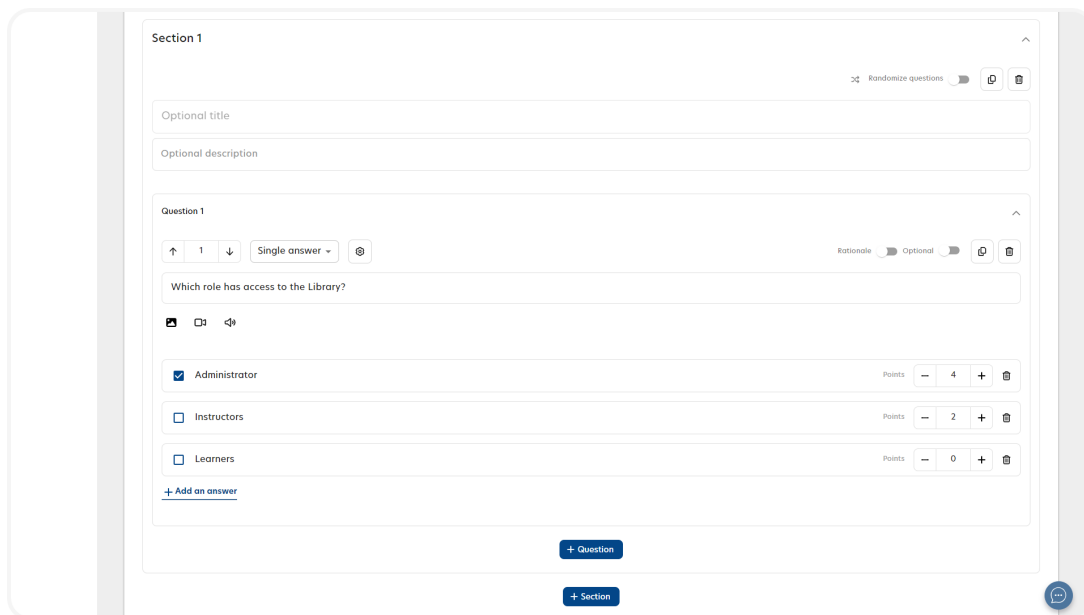 Section 1
Randomize questions
Optional title
Optional description
Question 1
1 Single answer Rationale Optional
Which role has access to the Library?
Administrator Points – 4 +
Instructors Points – 2 +
Learners Points – 0 +
+ Add an answer
+ Question
+ Section